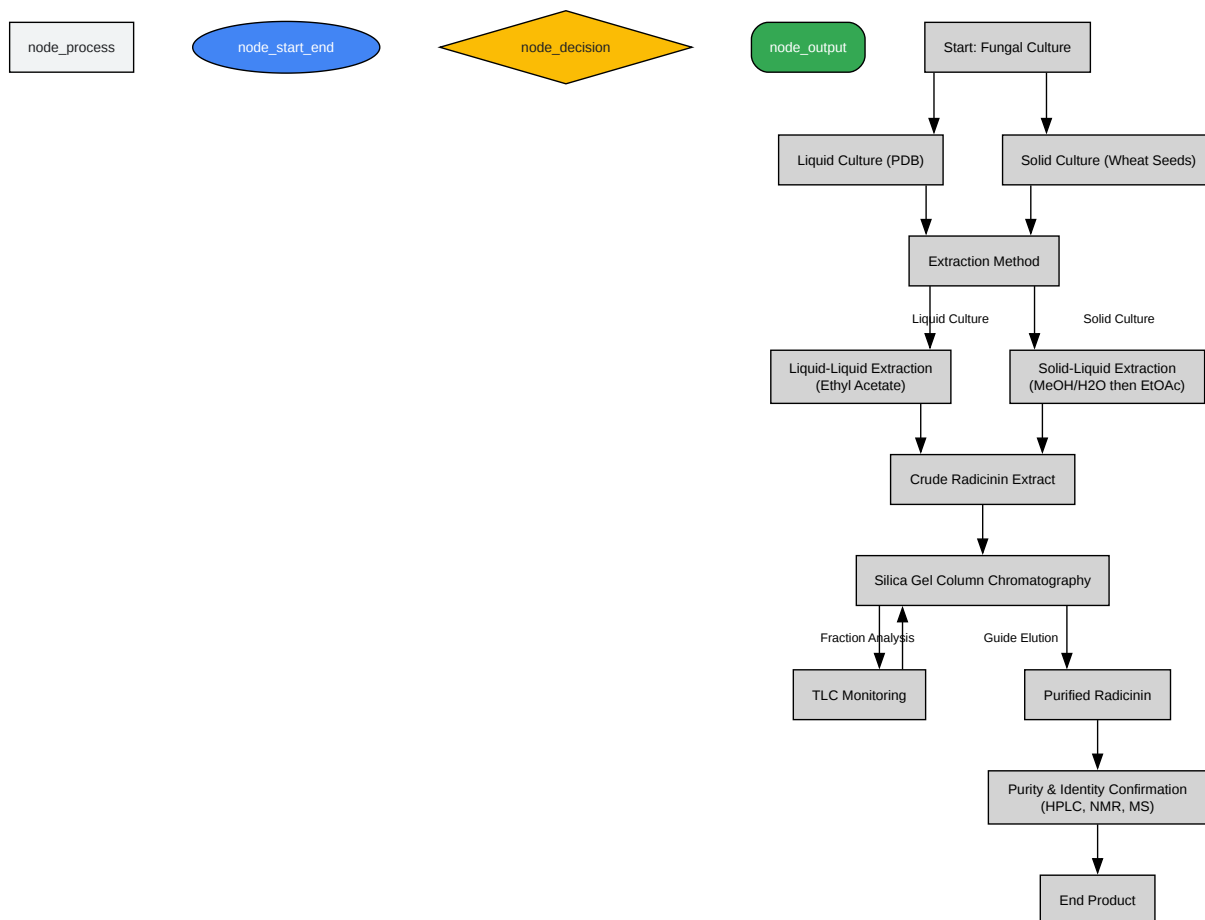 node_process
node_start_end
node_decision
node_output
Start: Fungal Culture
Liquid Culture (PDB)
Solid Culture (Wheat Seeds)
Extraction Method
Liquid Culture
Solid Culture
Liquid-Liquid Extraction
(Ethyl Acetate)
Solid-Liquid Extraction
(MeOH/H2O then EtOAc)
Crude Radicinin Extract
Silica Gel Column Chromatography
Fraction Analysis
Guide Elution
TLC Monitoring
Purified Radicinin
Purity & Identity Confirmation
(HPLC, NMR, MS)
End Product